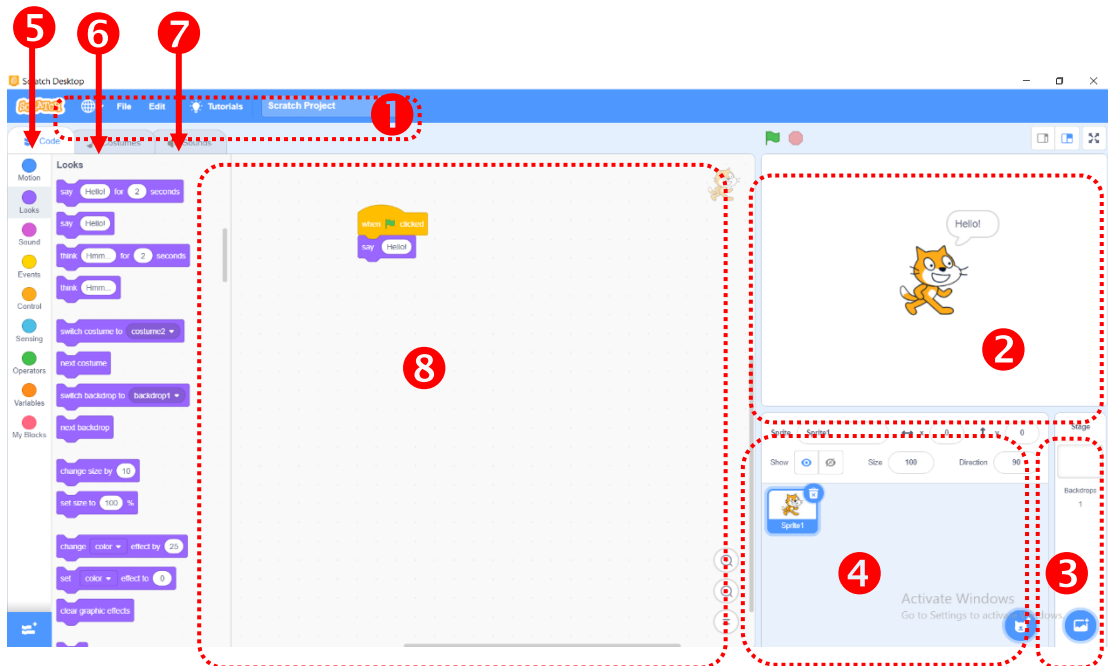 5 6 7
Scratch Desktop
SCRATCH File Edit Tutorials Scratch Project 1
Code Costumes Sounds
Motion
Looks
Sound
Events
Control
Sensing
Operators
Variables
My Blocks
Looks
say Hello! for 2 seconds
say Hello!
think Hmm... for 2 seconds
think Hmm...
switch costume to costume2
next costume
switch backdrop to backdrop1
next backdrop
change size by 10
set size to 100 %
change color effect by 25
set color effect to 0
clear graphic effects
when clicked
say Hello!
8
Hello!
2
Sprite Sprite1 x 0 y 0
Show Size 100 Direction 90
Sprite1
4
Stage
Backdrops
1
3
Activate Windows
Go to Settings to activate Windows.